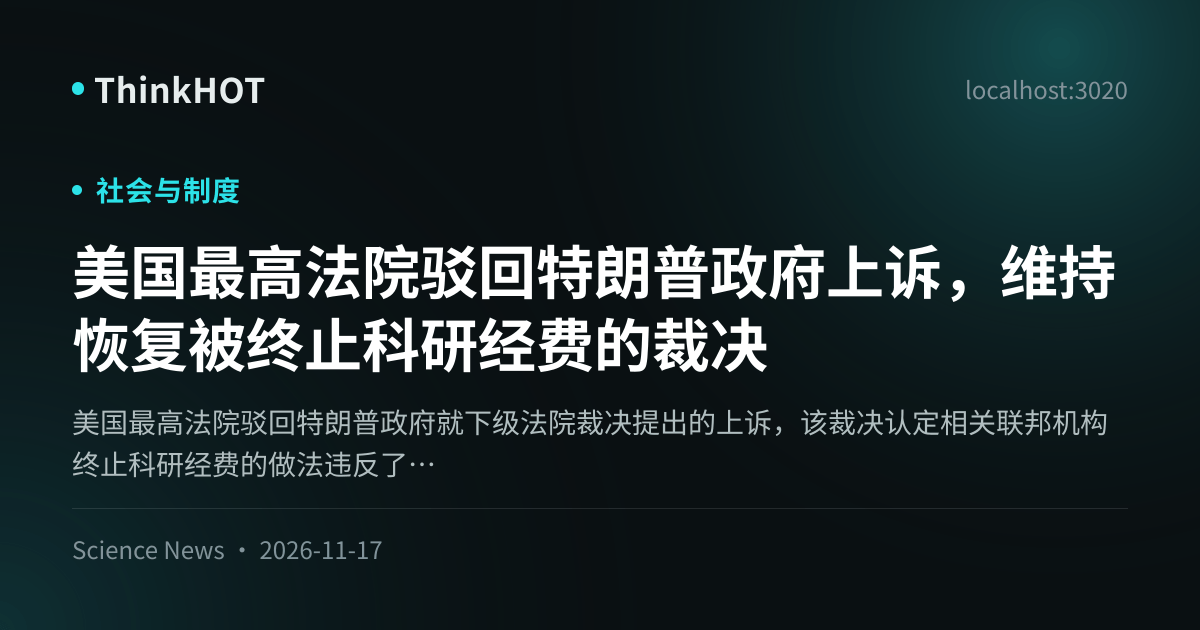 ThinkHOT
localhost:3020
社会与制度
美国最高法院驳回特朗普政府上诉，维持
恢复被终止科研经费的裁决
美国最高法院驳回特朗普政府就下级法院裁决提出的上诉，该裁决认定相关联邦机构
终止科研经费的做法违反了…
Science News · 2026-11-17